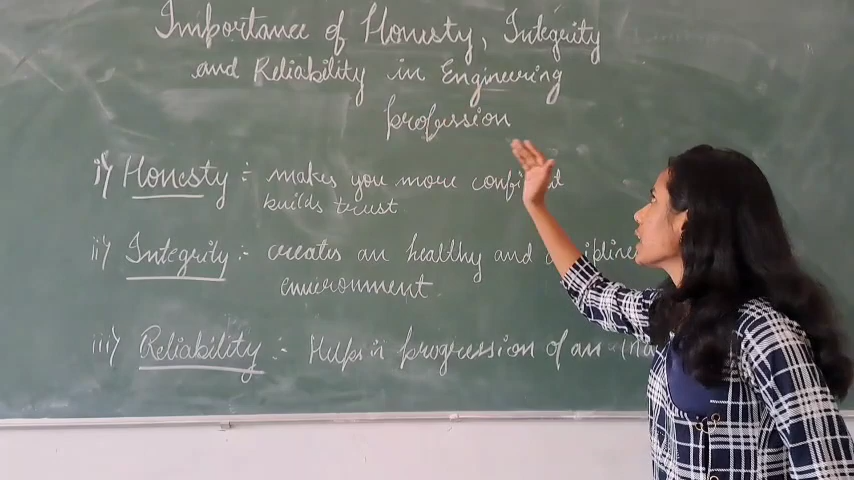 Importance of Honesty, Integrity
and Reliability in Engineering
profession
i) Honesty :- makes you more
builds trust
ii) Integrity :- creates an healthy and
environment
iii) Reliability :- Helps in progression of an